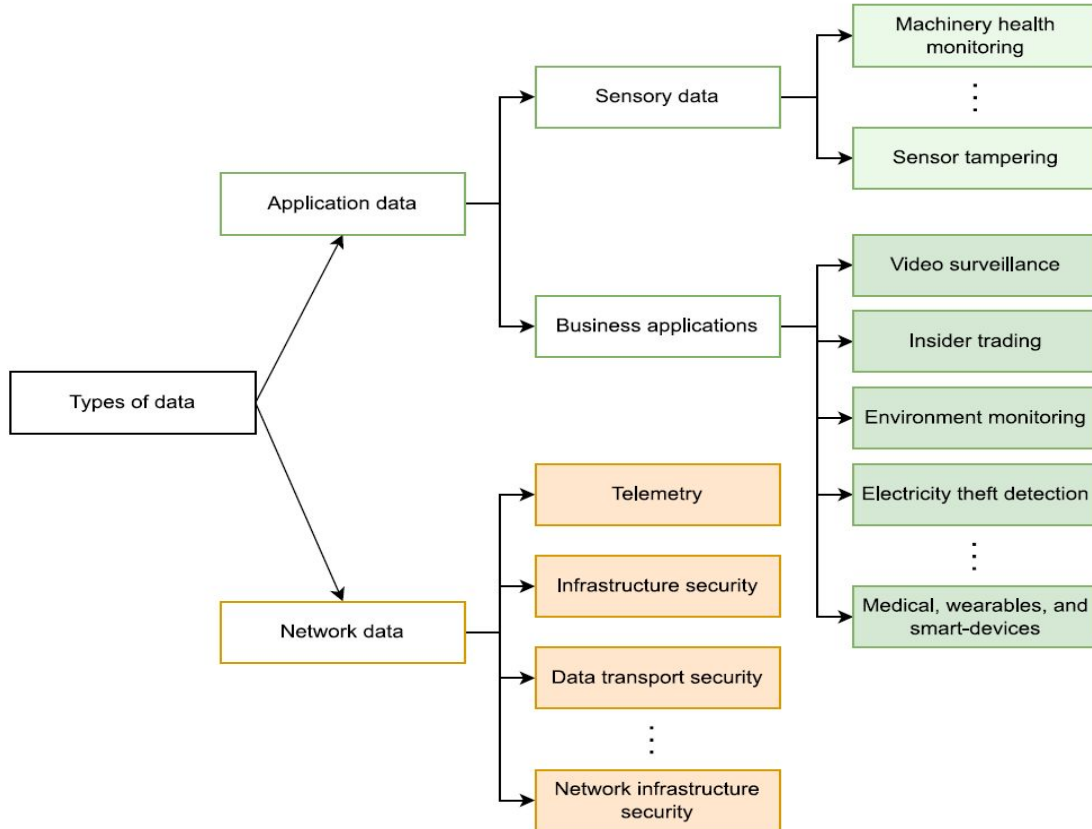 Machinery health
monitoring
Sensory data
Sensor tampering
Application data
Video surveillance
Business applications
Insider trading
Types of data
Environment monitoring
Telemetry
Electricity theft detection
Infrastructure security
Medical, wearables, and
smart-devices
Network data
Data transport security
Network infrastructure
security